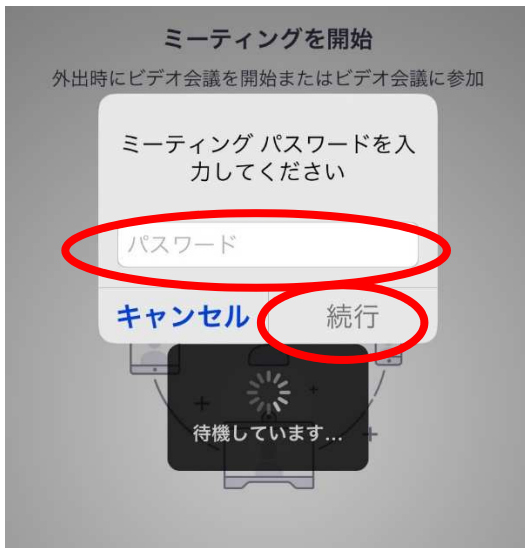 ミーティングを開始
外出時にビデオ会議を開始またはビデオ会議に参加
ミーティング パスワードを入
力してください
パスワード
キャンセル
続行
待機しています...